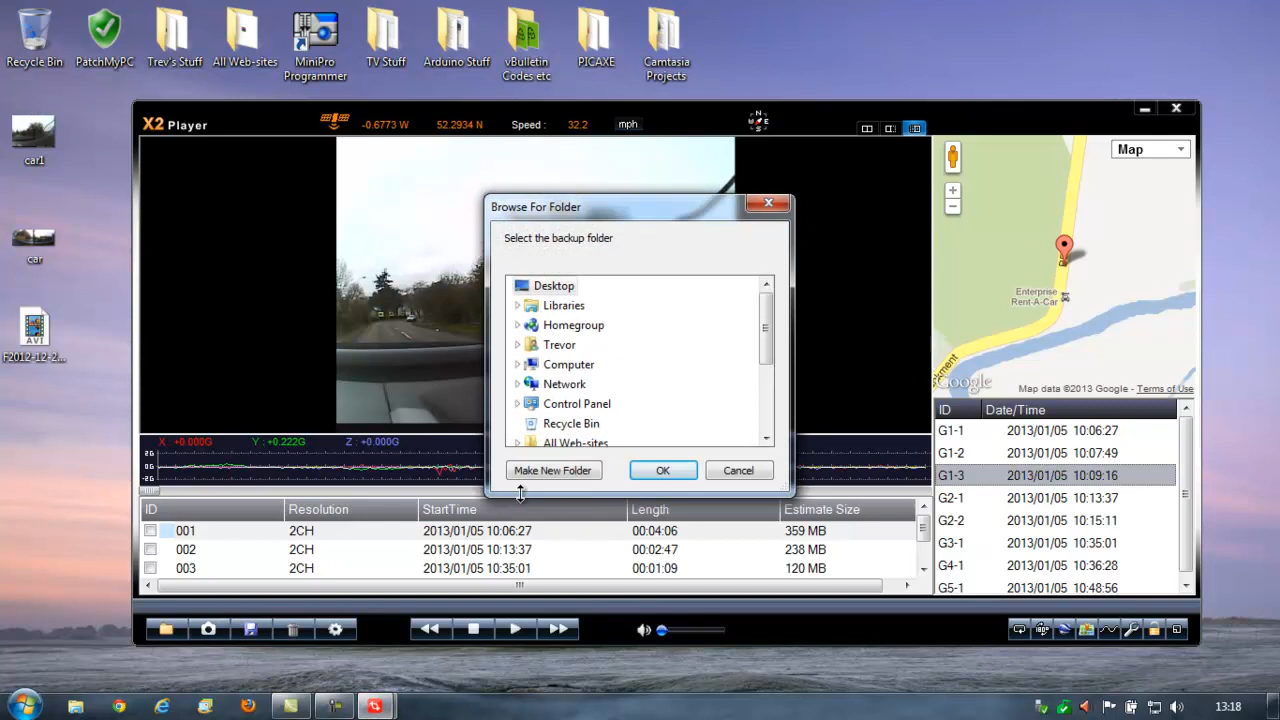 Recycle Bin
PatchMyPC
Trev's Stuff
All Web-sites
MiniPro Programmer
TV Stuff
Arduino Stuff
vBulletin Codes etc
PICAXE
Camtasia Projects
car1
car
AVI
F2012-12-2...
X2 Player
-0.6773 W
52.2934 N
Speed :
32.2
mph
N
S
W
E
Browse For Folder
Select the backup folder
Desktop
Libraries
Homegroup
Trevor
Computer
Network
Control Panel
Recycle Bin
All Web-sites
Make New Folder
OK
Cancel
Map
Enterprise
Rent-A-Car
Google
Map data ©2013 Google - Terms of Use
X : +0.000G
Y : +0.222G
Z : +0.000G
2G
0G
2G
ID Resolution StartTime Length Estimate Size
001 2CH 2013/01/05 10:06:27 00:04:06 359 MB
002 2CH 2013/01/05 10:13:37 00:02:47 238 MB
003 2CH 2013/01/05 10:35:01 00:01:09 120 MB
ID Date/Time
G1-1 2013/01/05 10:06:27
G1-2 2013/01/05 10:07:49
G1-3 2013/01/05 10:09:16
G2-1 2013/01/05 10:13:37
G2-2 2013/01/05 10:15:11
G3-1 2013/01/05 10:35:01
G4-1 2013/01/05 10:36:28
G5-1 2013/01/05 10:48:56
13:18